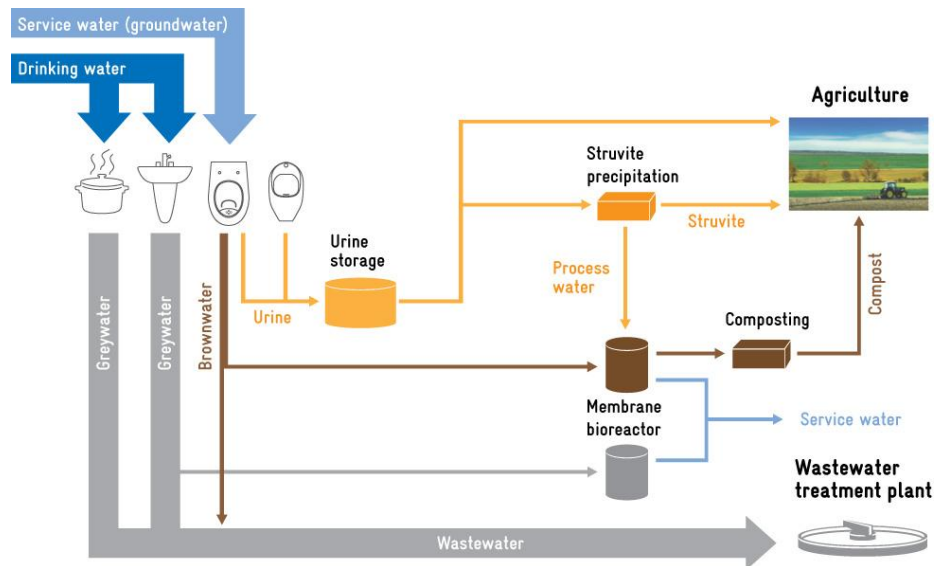 Service water (groundwater)
Drinking water
Agriculture
Struvite
precipitation
Struvite
Urine
storage
Process
water
Urine
Greywater
Greywater
Brownwater
Composting
Compost
Membrane
bioreactor
Service water
Wastewater
treatment plant
Wastewater